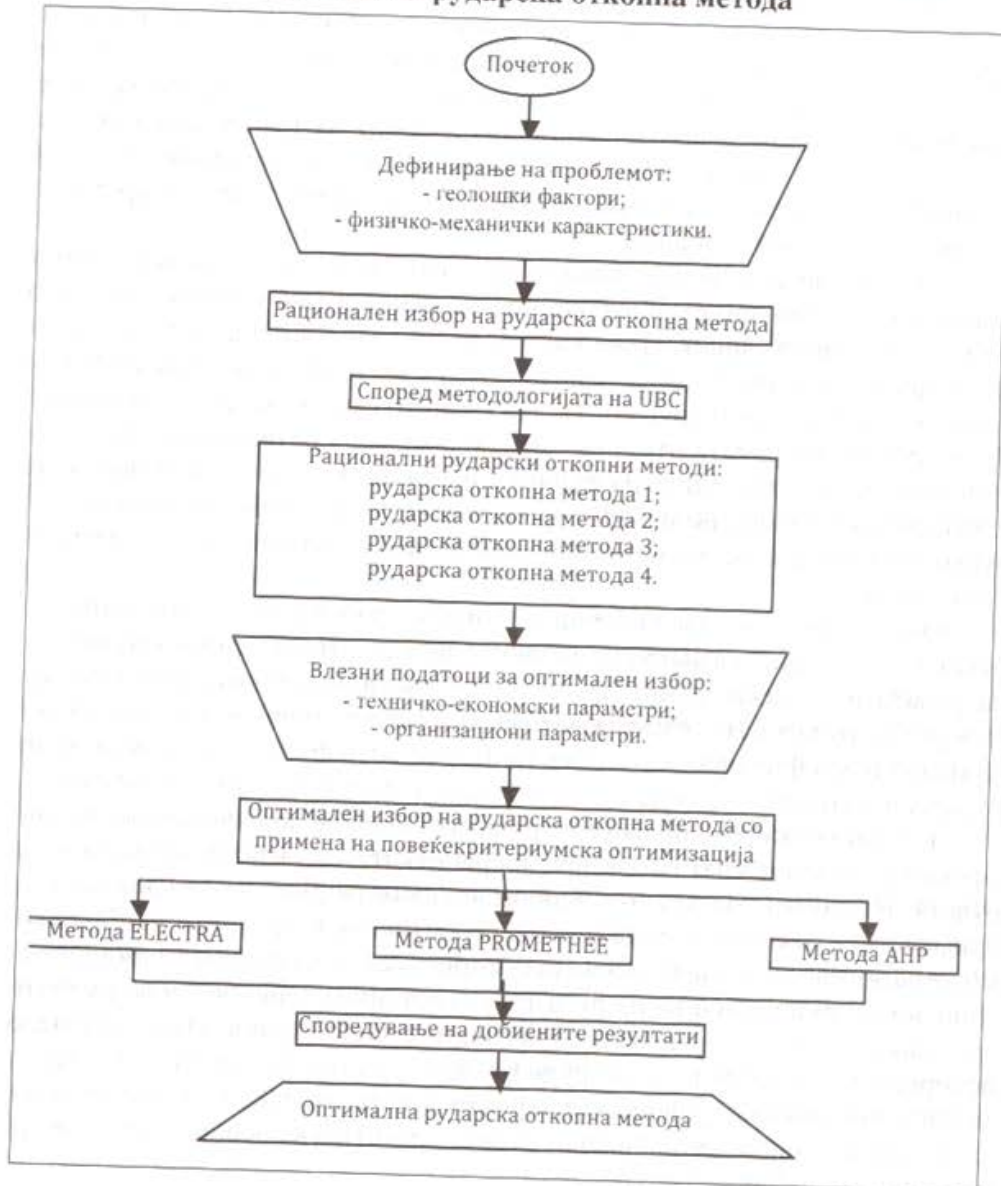 рударска откопна метода
Почеток
Дефинирање на проблемот:
- геолошки фактори;
- физичко-механички карактеристики.
Рационален избор на рударска откопна метода
Според методологијата на UBC
Рационални рударски откопни методи:
рударска откопна метода 1;
рударска откопна метода 2;
рударска откопна метода 3;
рударска откопна метода 4.
Влезни податоци за оптимален избор:
- техничко-економски параметри;
- организациони параметри.
Оптимален избор на рударска откопна метода со
примена на повеќекритериумска оптимизација
Метода ELECTRA
Метода PROMETHEE
Метода AHP
Споредување на добиените резултати
Оптимална рударска откопна метода